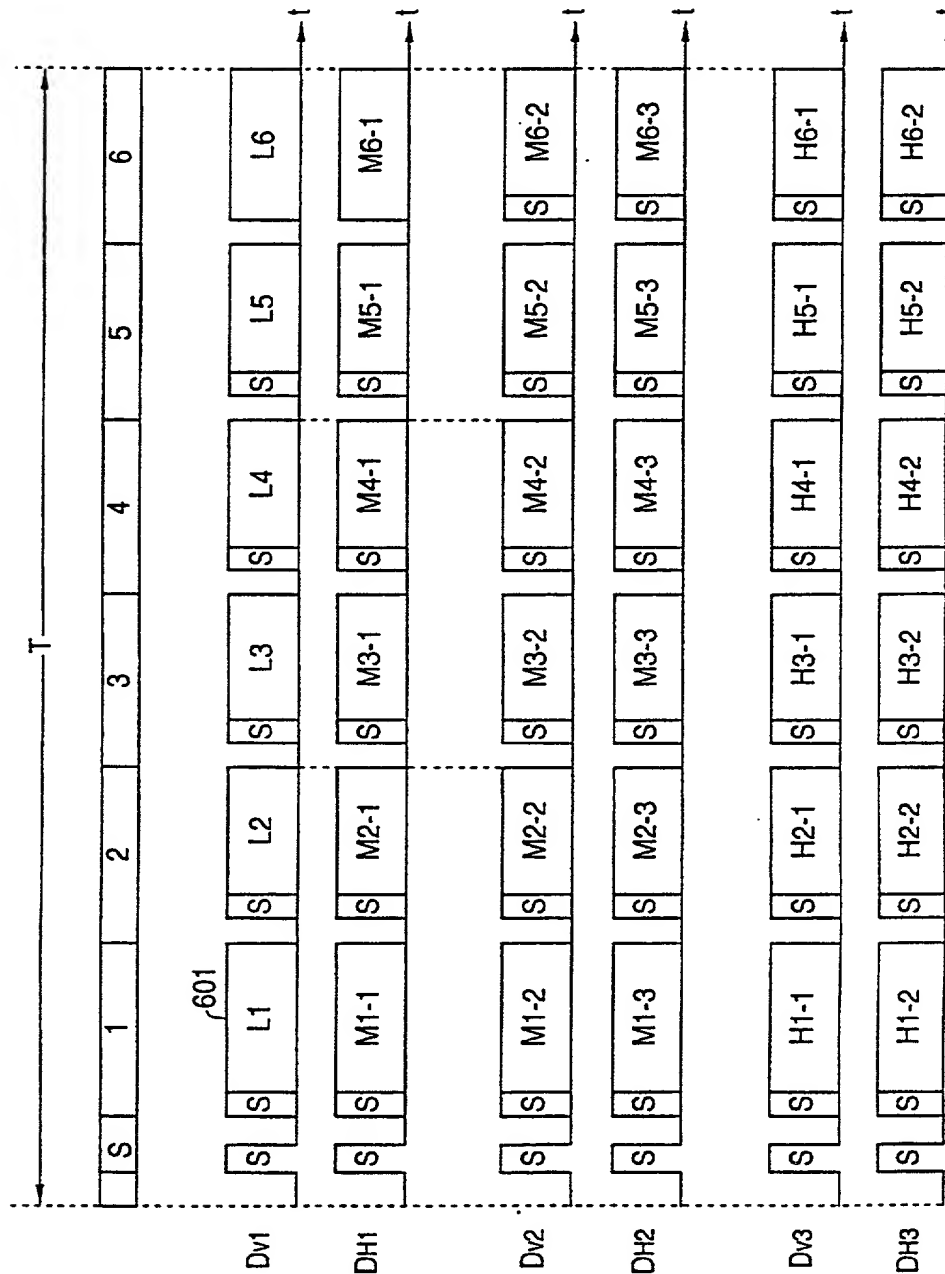 T
S 1 2 3 4 5 6
601
Dv1 S S L1 S L2 S L3 S L4 S L5 L6 t
DH1 S S M1-1 S M2-1 S M3-1 S M4-1 S M5-1 M6-1 t
Dv2 S S M1-2 S M2-2 S M3-2 S M4-2 S M5-2 S M6-2 t
DH2 S S M1-3 S M2-3 S M3-3 S M4-3 S M5-3 S M6-3 t
Dv3 S S H1-1 S H2-1 S H3-1 S H4-1 S H5-1 S H6-1 t
DH3 S S H1-2 S H2-2 S H3-2 S H4-2 S H5-2 S H6-2 t